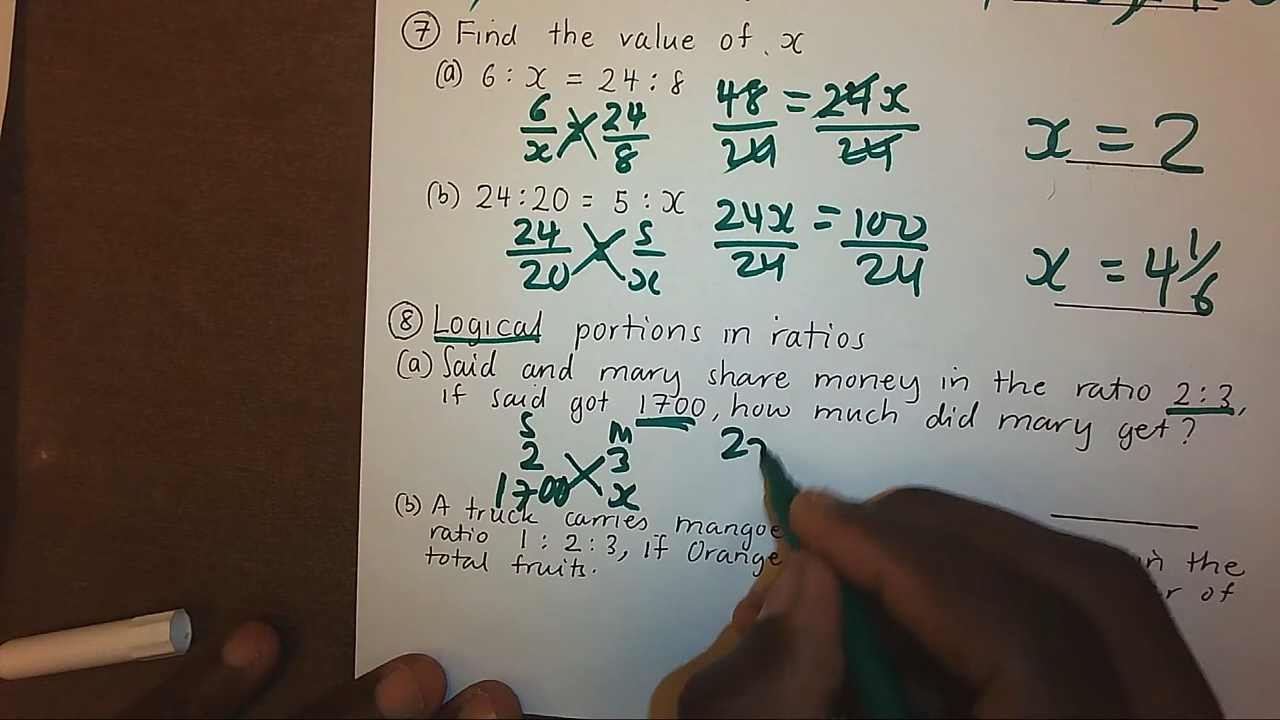 ⑦ Find the value of x
(a) 6 : x = 24 : 8
6/x 24/8 48/24 = 24x/24 x = 2
(b) 24 : 20 = 5 : x
24/20 5/x 24x/24 = 100/24 x = 4 1/6
⑧ Logical portions in ratios
(a) Said and mary share money in the ratio 2 : 3,
If said got 1700, how much did mary get?
S M
2 3 2
1700 x
(b) A truck carries in the
ratio 1 : 2 : 3, If Orange of
total fruits.